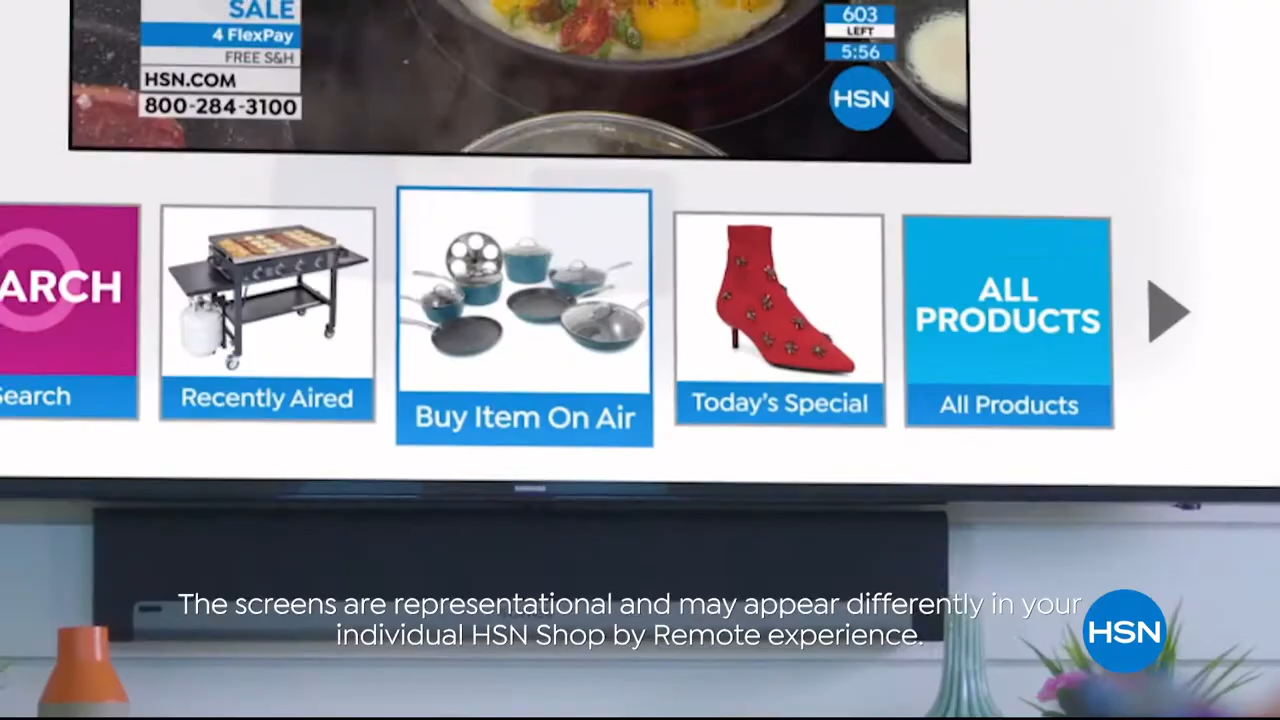 SALE
4 FlexPay
FREE S&H
HSN.COM
800-284-3100
603
LEFT
5:56
HSN
ARCH
Search
Recently Aired
Buy Item On Air
Today's Special
ALL
PRODUCTS
All Products
The screens are representational and may appear differently in your
individual HSN Shop by Remote experience.
HSN